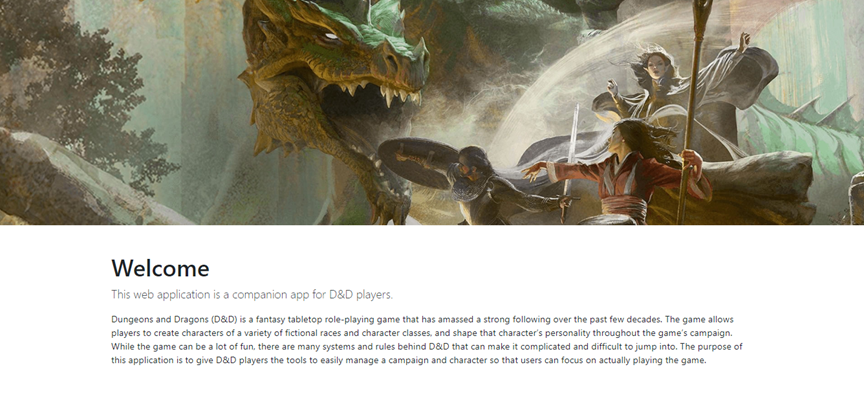 Welcome
This web application is a companion app for D&D players.
Dungeons and Dragons (D&D) is a fantasy tabletop role-playing game that has amassed a strong following over the past few decades. The game allows
players to create characters of a variety of fictional races and character classes, and shape that character's personality throughout the game's campaign.
While the game can be a lot of fun, there are many systems and rules behind D&D that can make it complicated and difficult to jump into. The purpose of
this application is to give D&D players the tools to easily manage a campaign and character so that users can focus on actually playing the game.